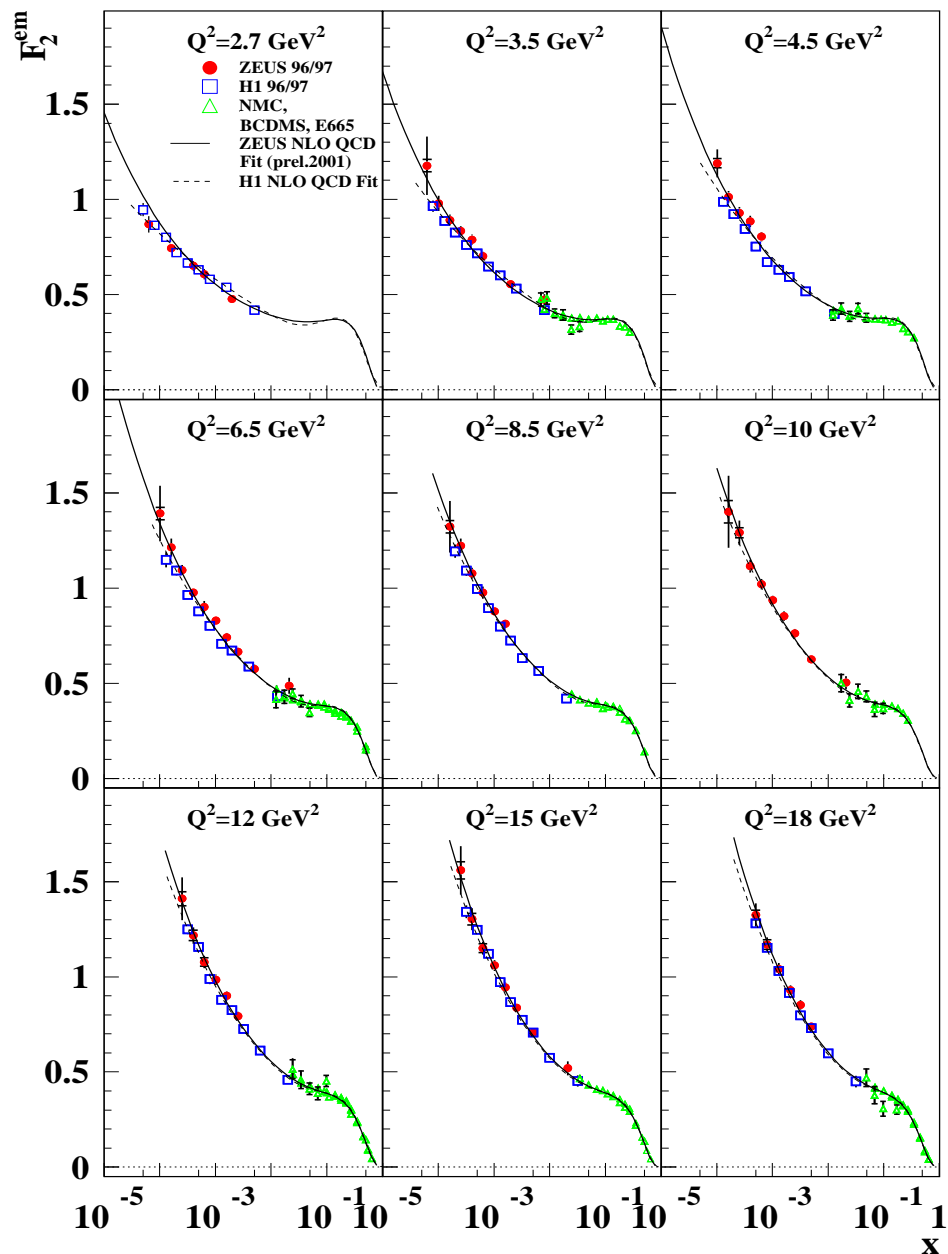 F₂ᵉᵐ
Q²=2.7 GeV²
ZEUS 96/97
H1 96/97
NMC,
BCDMS, E665
ZEUS NLO QCD
Fit (prel.2001)
H1 NLO QCD Fit
Q²=3.5 GeV²
Q²=4.5 GeV²
1.5
1
0.5
0
Q²=6.5 GeV²
Q²=8.5 GeV²
Q²=10 GeV²
1.5
1
0.5
0
Q²=12 GeV²
Q²=15 GeV²
Q²=18 GeV²
1.5
1
0.5
0
10⁻⁵ 10⁻³ 10⁻¹ 10⁻⁵ 10⁻³ 10⁻¹ 10⁻⁵ 10⁻³ 10⁻¹ 1
x